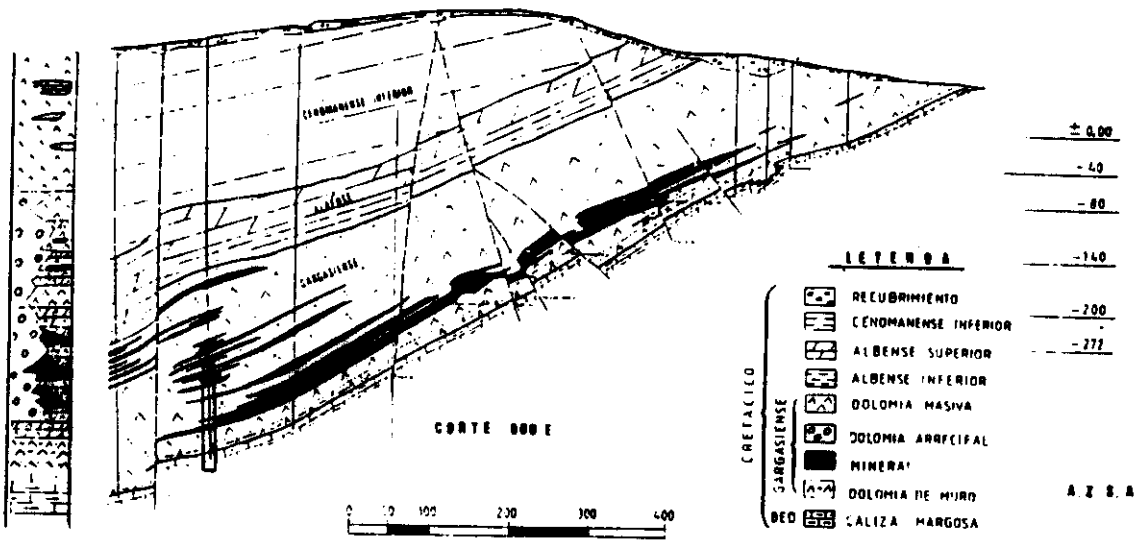 CENOMANENSE INFERIOR
ALBENSE
GARGASIENSE
± 0,00
-40
-80
-140
-200
-272
LEYENDA
RECUBRIMIENTO
CENOMANENSE INFERIOR
ALBENSE SUPERIOR
ALBENSE INFERIOR
DOLOMIA MASIVA
DOLOMIA ARRECIFAL
MINERAL
DOLOMIA DE MURO
CALIZA MARGOSA
CRETACICO
GARGASIENSE
BED
CORTE
0 50 100 200 300 400
A. Z. S. A